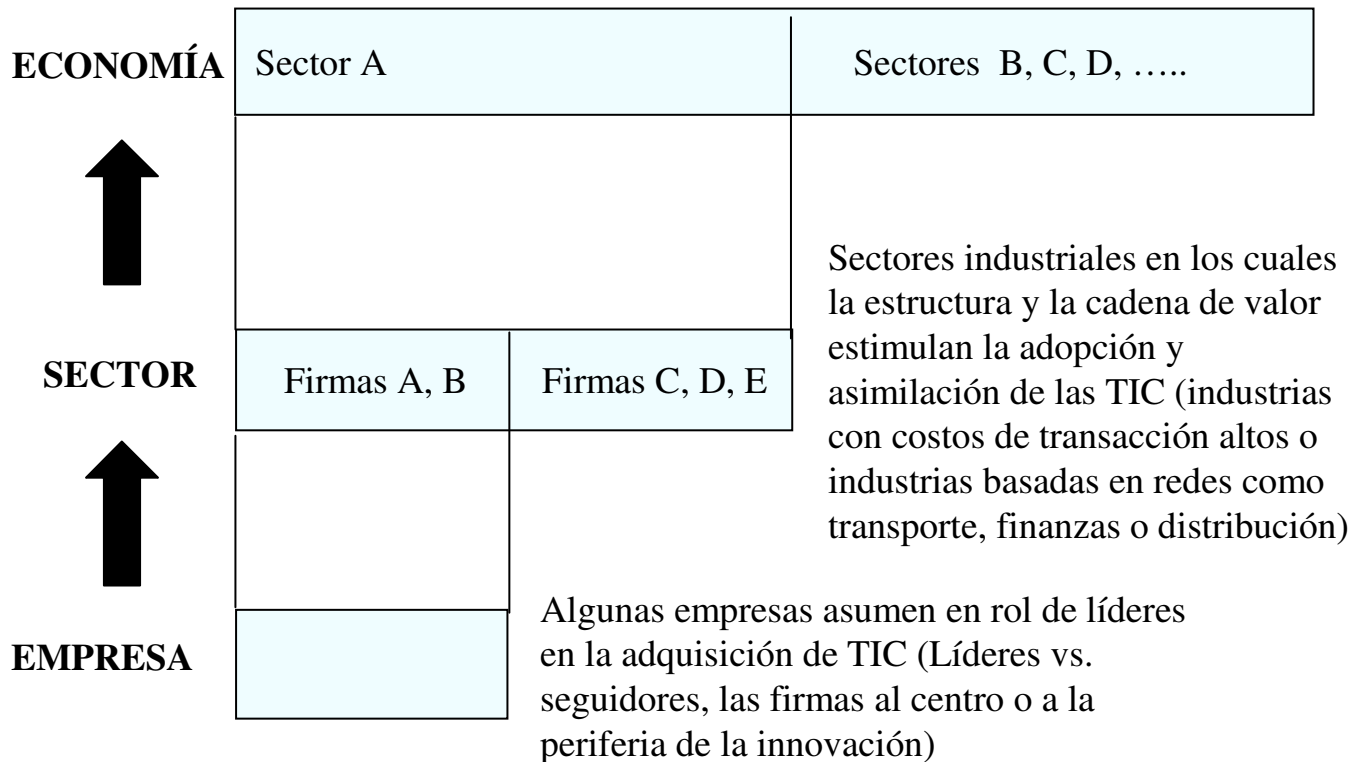 ECONOMÍA
Sector A
Sectores B, C, D, …..
Sectores industriales en los cuales
la estructura y la cadena de valor
estimulan la adopción y
asimilación de las TIC (industrias
con costos de transacción altos o
industrias basadas en redes como
transporte, finanzas o distribución)
SECTOR
Firmas A, B
Firmas C, D, E
EMPRESA
Algunas empresas asumen en rol de líderes
en la adquisición de TIC (Líderes vs.
seguidores, las firmas al centro o a la
periferia de la innovación)